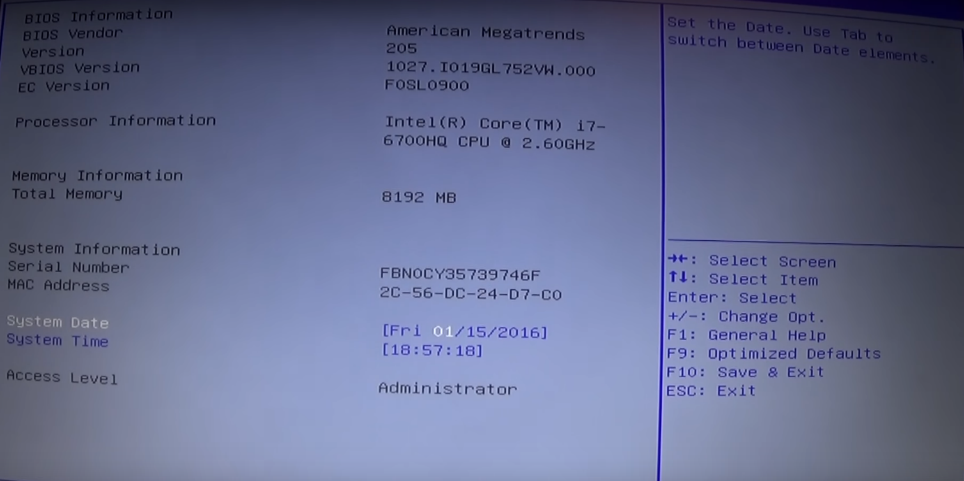 BIOS Information
BIOS Vendor American Megatrends
Version 205
VBIOS Version 1027.I019GL752VW.000
EC Version F0SL0900
Processor Information Intel(R) Core(TM) i7-
6700HQ CPU @ 2.60GHz
Memory Information
Total Memory 8192 MB
System Information
Serial Number FBN0CY35739746F
MAC Address 2C-56-DC-24-D7-C0
System Date [Fri 01/15/2016]
System Time [18:57:18]
Access Level Administrator
Set the Date. Use Tab to
switch between Date elements.
→←: Select Screen
↑↓: Select Item
Enter: Select
+/-: Change Opt.
F1: General Help
F9: Optimized Defaults
F10: Save & Exit
ESC: Exit